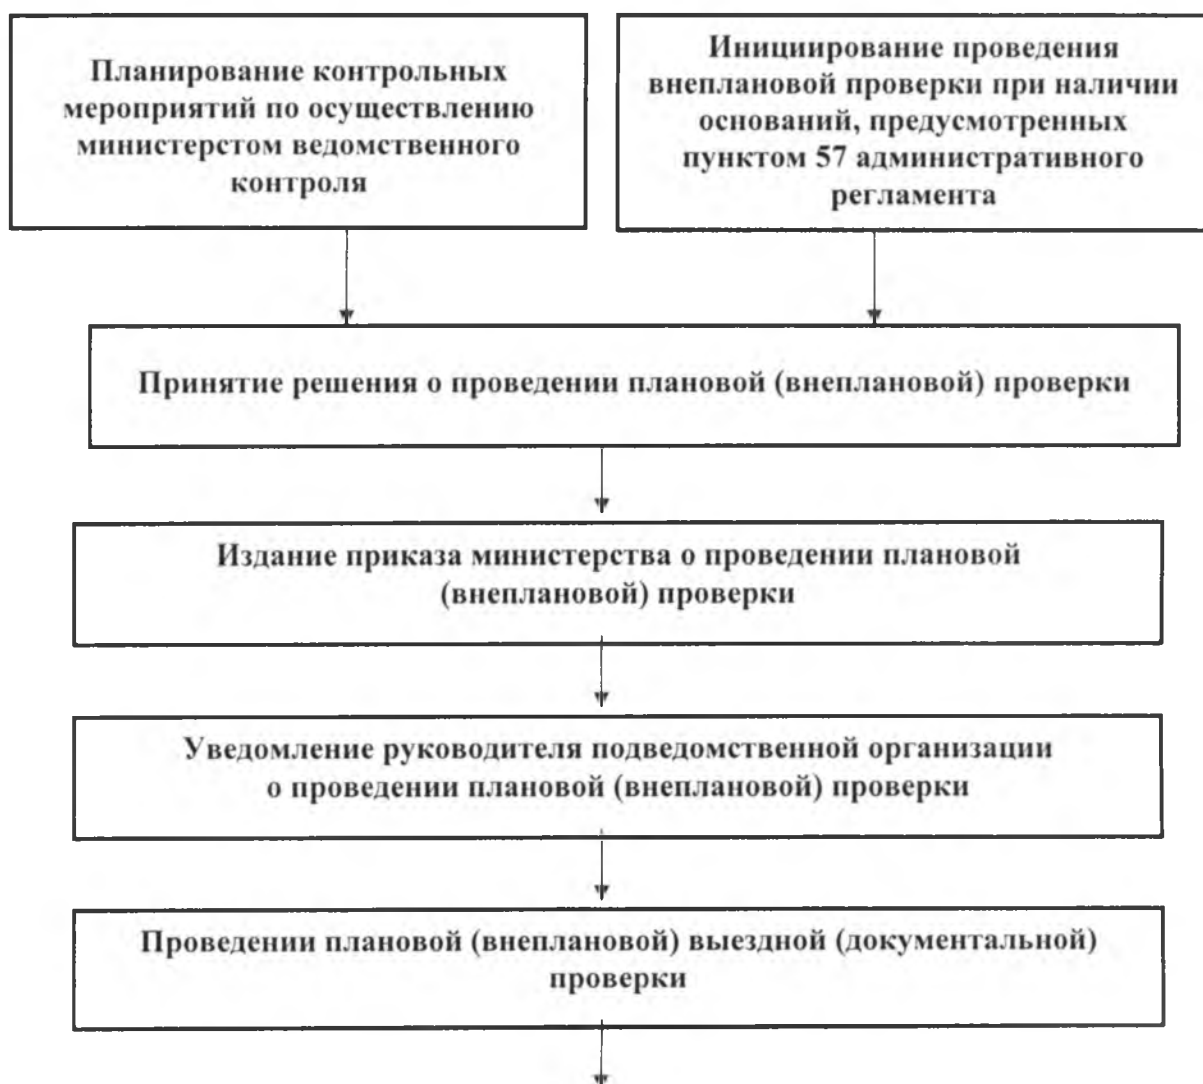 Планирование контрольных
мероприятий по осуществлению
министерством ведомственного
контроля
Инициирование проведения
внеплановой проверки при наличии
оснований, предусмотренных
пунктом 57 административного
регламента
Принятие решения о проведении плановой (внеплановой) проверки
Издание приказа министерства о проведении плановой
(внеплановой) проверки
Уведомление руководителя подведомственной организации
о проведении плановой (внеплановой) проверки
Проведении плановой (внеплановой) выездной (документальной)
проверки